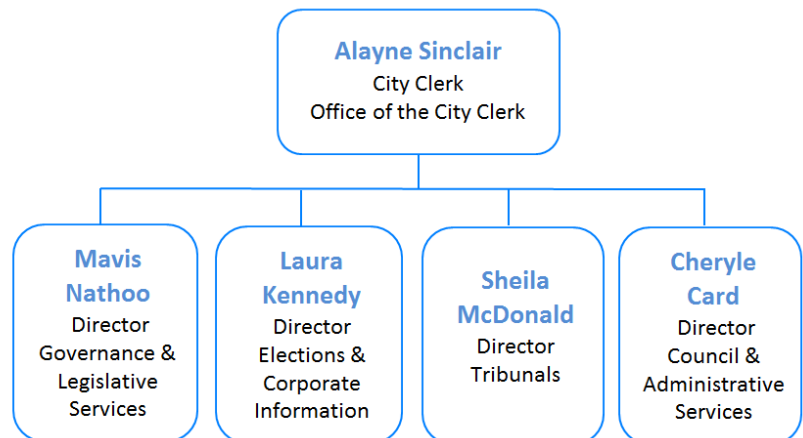 Alayne Sinclair
City Clerk
Office of the City Clerk
Mavis
Nathoo
Director
Governance &
Legislative
Services
Laura
Kennedy
Director
Elections &
Corporate
Information
Sheila
McDonald
Director
Tribunals
Cheryle
Card
Director
Council &
Administrative
Services